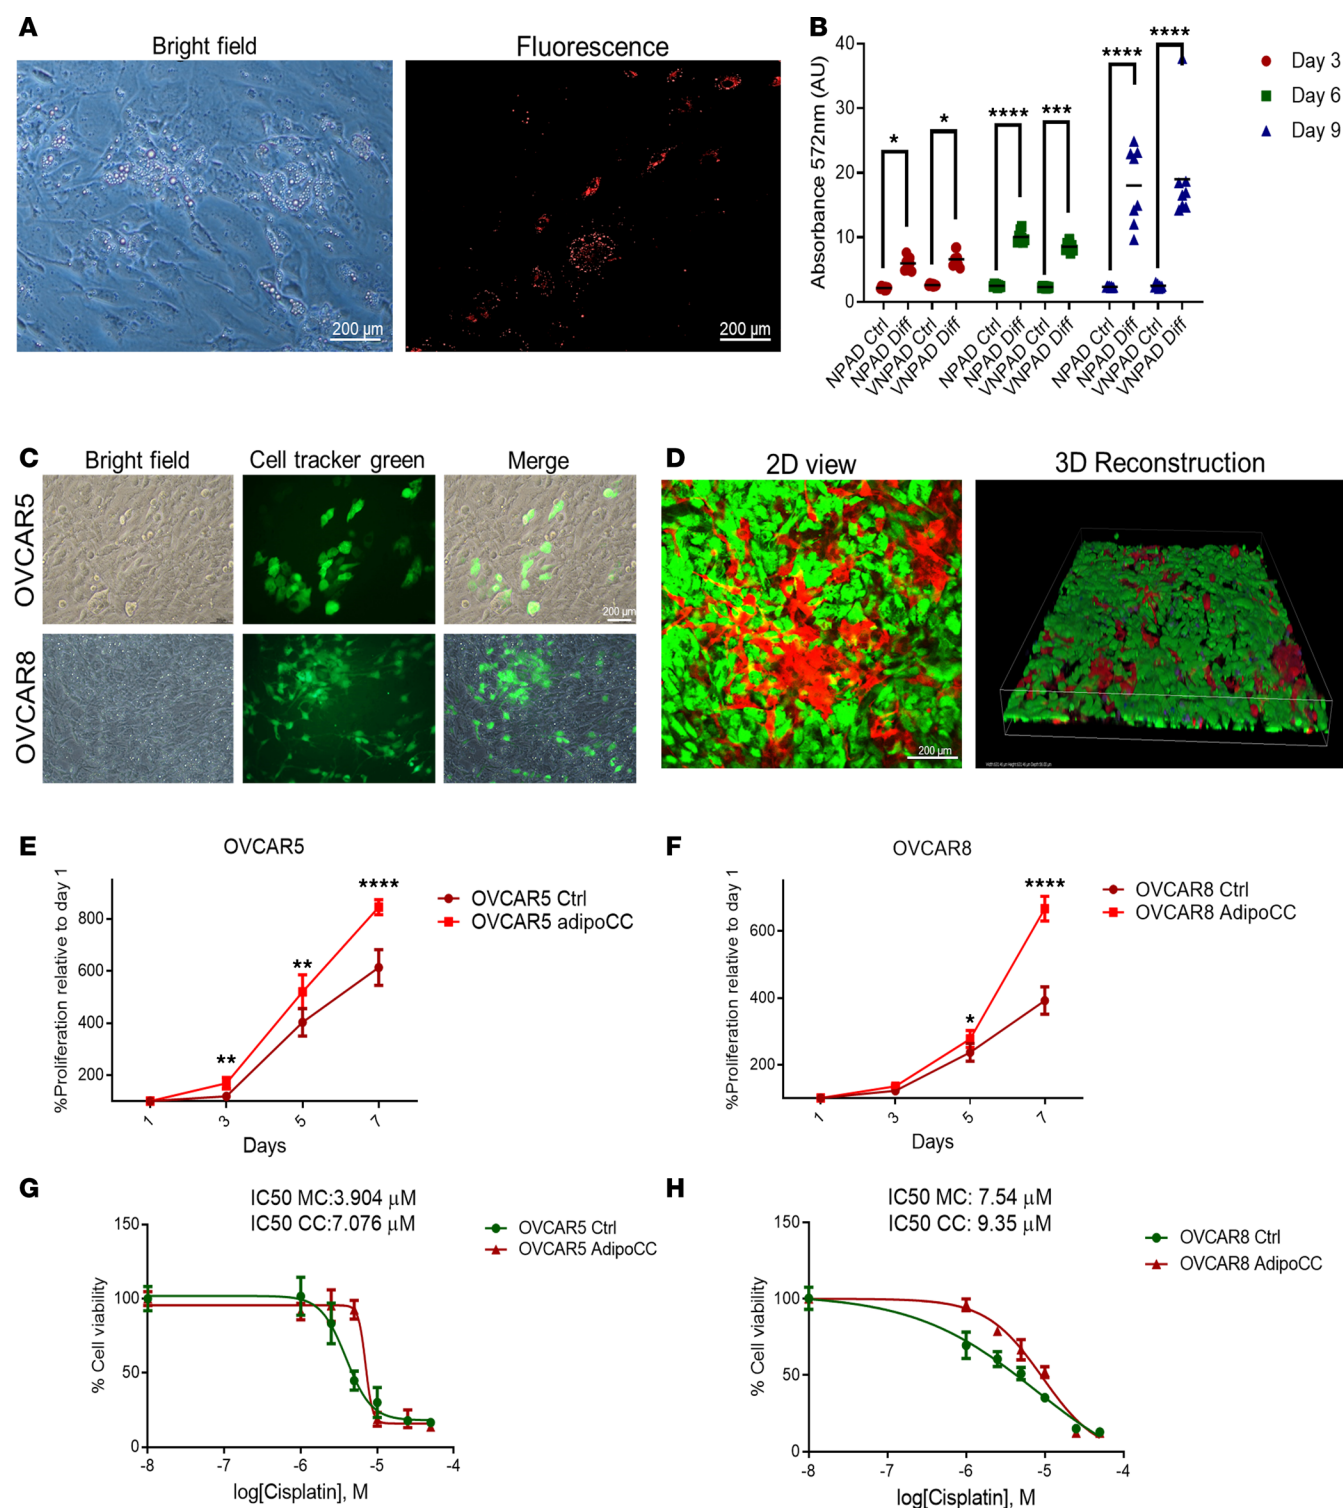 A
Bright field
Fluorescence
200 µm
200 µm
B
Absorbance 572nm (AU)
40
30
20
10
0
*
*
****
***
****
****
NPAD Ctrl
NPAD Diff
VNPAD Ctrl
VNPAD Diff
NPAD Ctrl
NPAD Diff
VNPAD Ctrl
VNPAD Diff
NPAD Ctrl
NPAD Diff
VNPAD Ctrl
VNPAD Diff
Day 3
Day 6
Day 9
C
Bright field
Cell tracker green
Merge
OVCAR5
200 µm
OVCAR8
D
2D view
3D Reconstruction
200 µm
E
OVCAR5
%Proliferation relative to day 1
800
600
400
200
**
**
****
1
3
5
7
Days
OVCAR5 Ctrl
OVCAR5 adipoCC
F
OVCAR8
%Proliferation relative to day 1
600
400
200
*
****
1
3
5
7
Days
OVCAR8 Ctrl
OVCAR8 AdipoCC
G
IC50 MC:3.904 µM
IC50 CC:7.076 µM
% Cell viability
150
100
50
0
-8
-7
-6
-5
-4
log[Cisplatin], M
OVCAR5 Ctrl
OVCAR5 AdipoCC
H
IC50 MC: 7.54 µM
IC50 CC: 9.35 µM
% Cell viability
150
100
50
0
-8
-7
-6
-5
-4
log[Cisplatin], M
OVCAR8 Ctrl
OVCAR8 AdipoCC